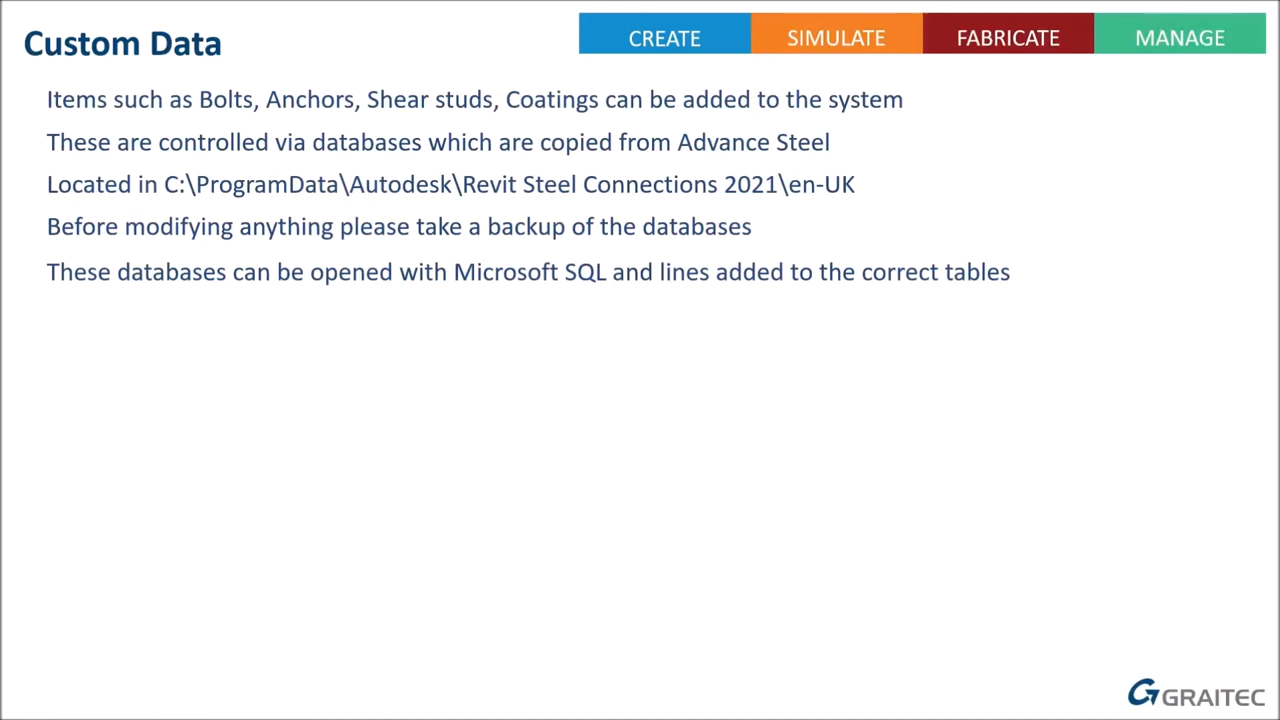 Custom Data
CREATE SIMULATE FABRICATE MANAGE
Items such as Bolts, Anchors, Shear studs, Coatings can be added to the system
These are controlled via databases which are copied from Advance Steel
Located in C:\ProgramData\Autodesk\Revit Steel Connections 2021\en-UK
Before modifying anything please take a backup of the databases
These databases can be opened with Microsoft SQL and lines added to the correct tables
GRAITEC